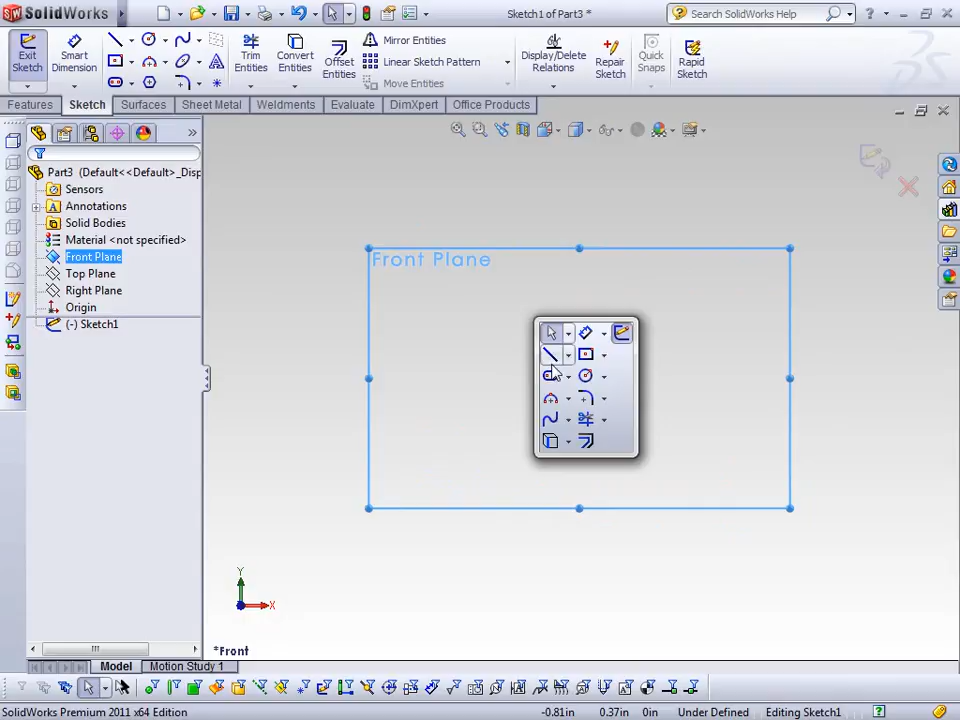 SolidWorks
Sketch1 of Part3 *
Search SolidWorks Help
Exit Sketch
Smart Dimension
Trim Entities
Convert Entities
Offset Entities
Mirror Entities
Linear Sketch Pattern
Move Entities
Display/Delete Relations
Repair Sketch
Quick Snaps
Rapid Sketch
Features
Sketch
Surfaces
Sheet Metal
Weldments
Evaluate
DimXpert
Office Products
Part3 (Default<<Default>_Disp
Sensors
Annotations
Solid Bodies
Material <not specified>
Front Plane
Top Plane
Right Plane
Origin
(-) Sketch1
Front Plane
Y
X
*Front
Model
Motion Study 1
SolidWorks Premium 2011 x64 Edition
-0.81in
0.37in
0in
Under Defined
Editing Sketch1